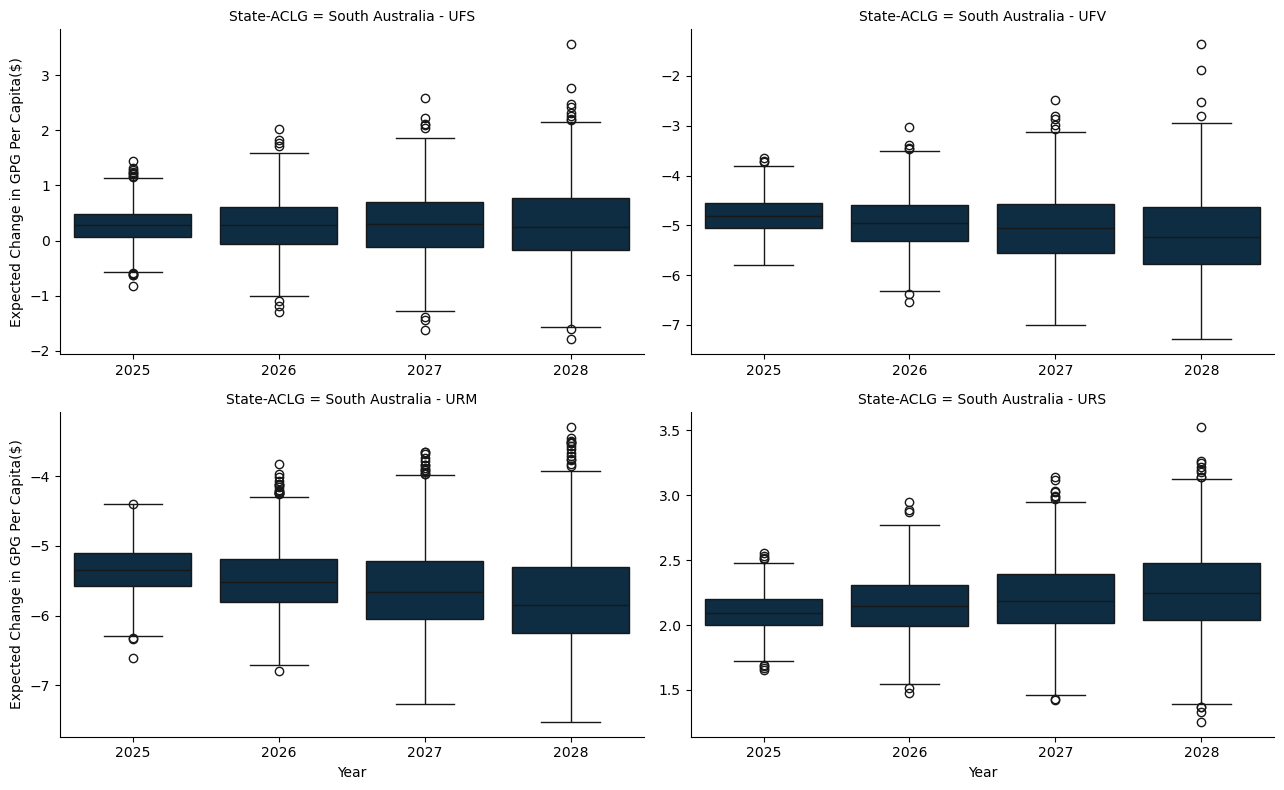 State-ACLG = South Australia - UFS
Expected Change in GPG Per Capita($)
3
2
1
0
−1
−2
2025 2026 2027 2028
State-ACLG = South Australia - UFV
−2
−3
−4
−5
−6
−7
2025 2026 2027 2028
State-ACLG = South Australia - URM
Expected Change in GPG Per Capita($)
−4
−5
−6
−7
2025 2026 2027 2028
Year
State-ACLG = South Australia - URS
3.5
3.0
2.5
2.0
1.5
2025 2026 2027 2028
Year